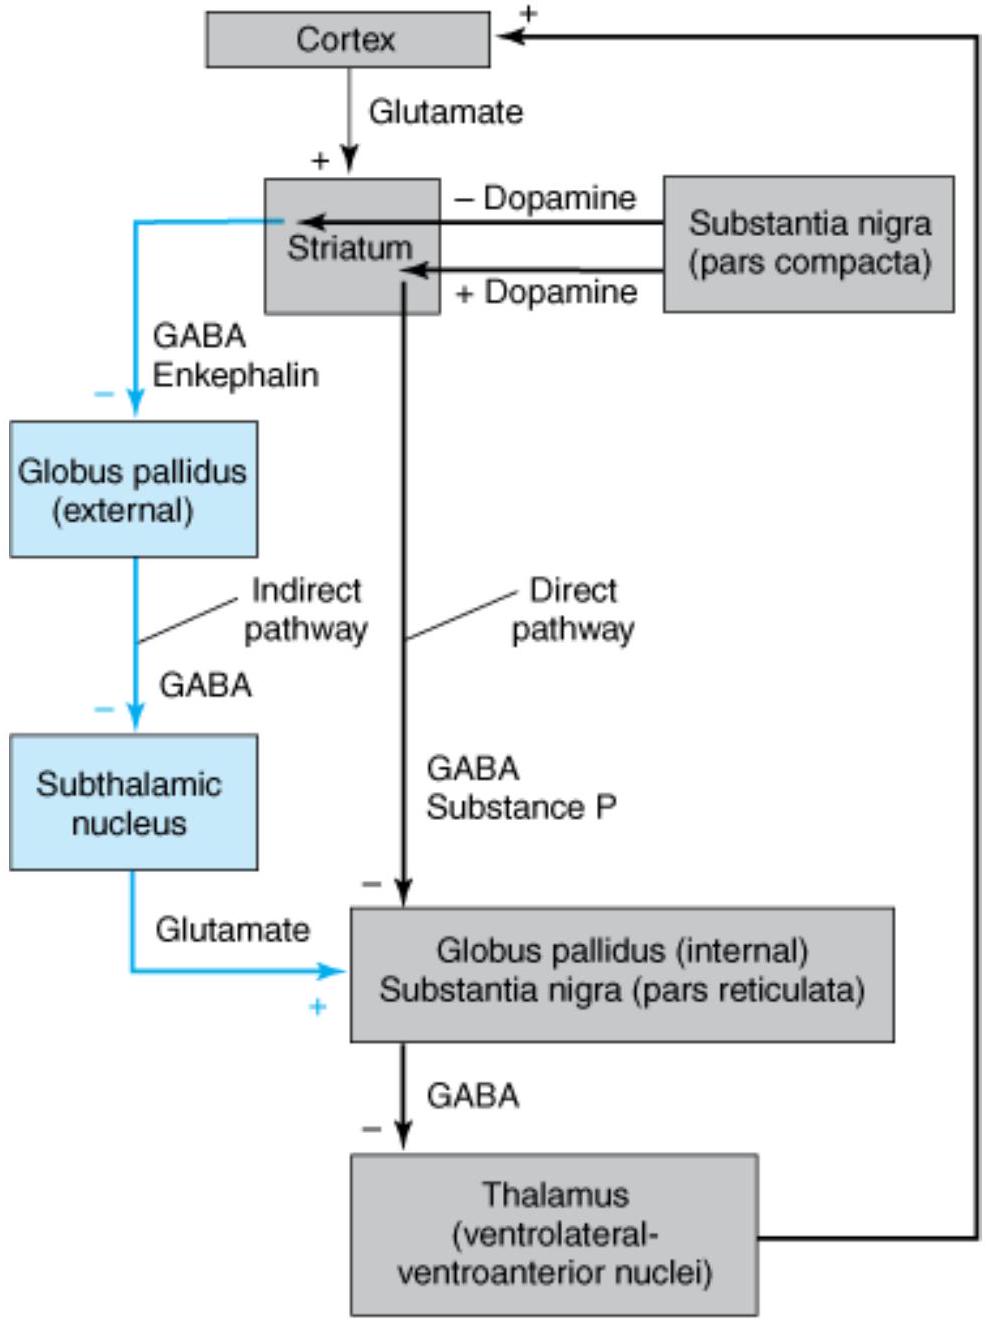 +
Cortex
Glutamate
+
– Dopamine
Substantia nigra
(pars compacta)
Striatum
+ Dopamine
GABA
Enkephalin
–
Globus pallidus
(external)
Indirect
pathway
Direct
pathway
GABA
–
Subthalamic
nucleus
GABA
Substance P
–
Glutamate
+
Globus pallidus (internal)
Substantia nigra (pars reticulata)
GABA
–
Thalamus
(ventrolateral-
ventroanterior nuclei)